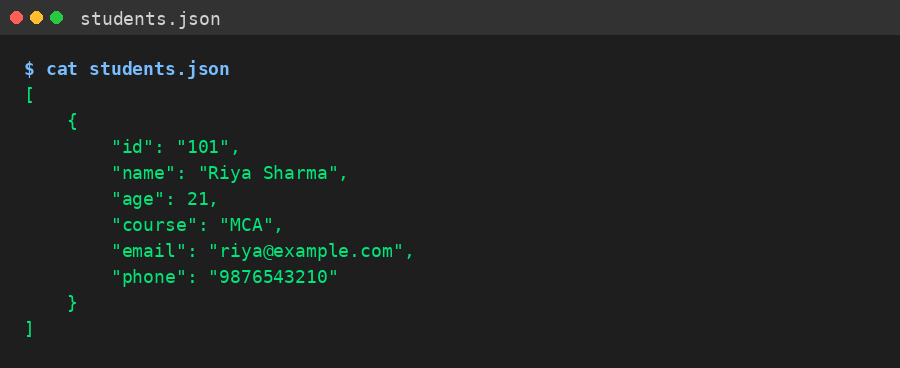 students.json
$ cat students.json
[
    {
        "id": "101",
        "name": "Riya Sharma",
        "age": 21,
        "course": "MCA",
        "email": "riya@example.com",
        "phone": "9876543210"
    }
]